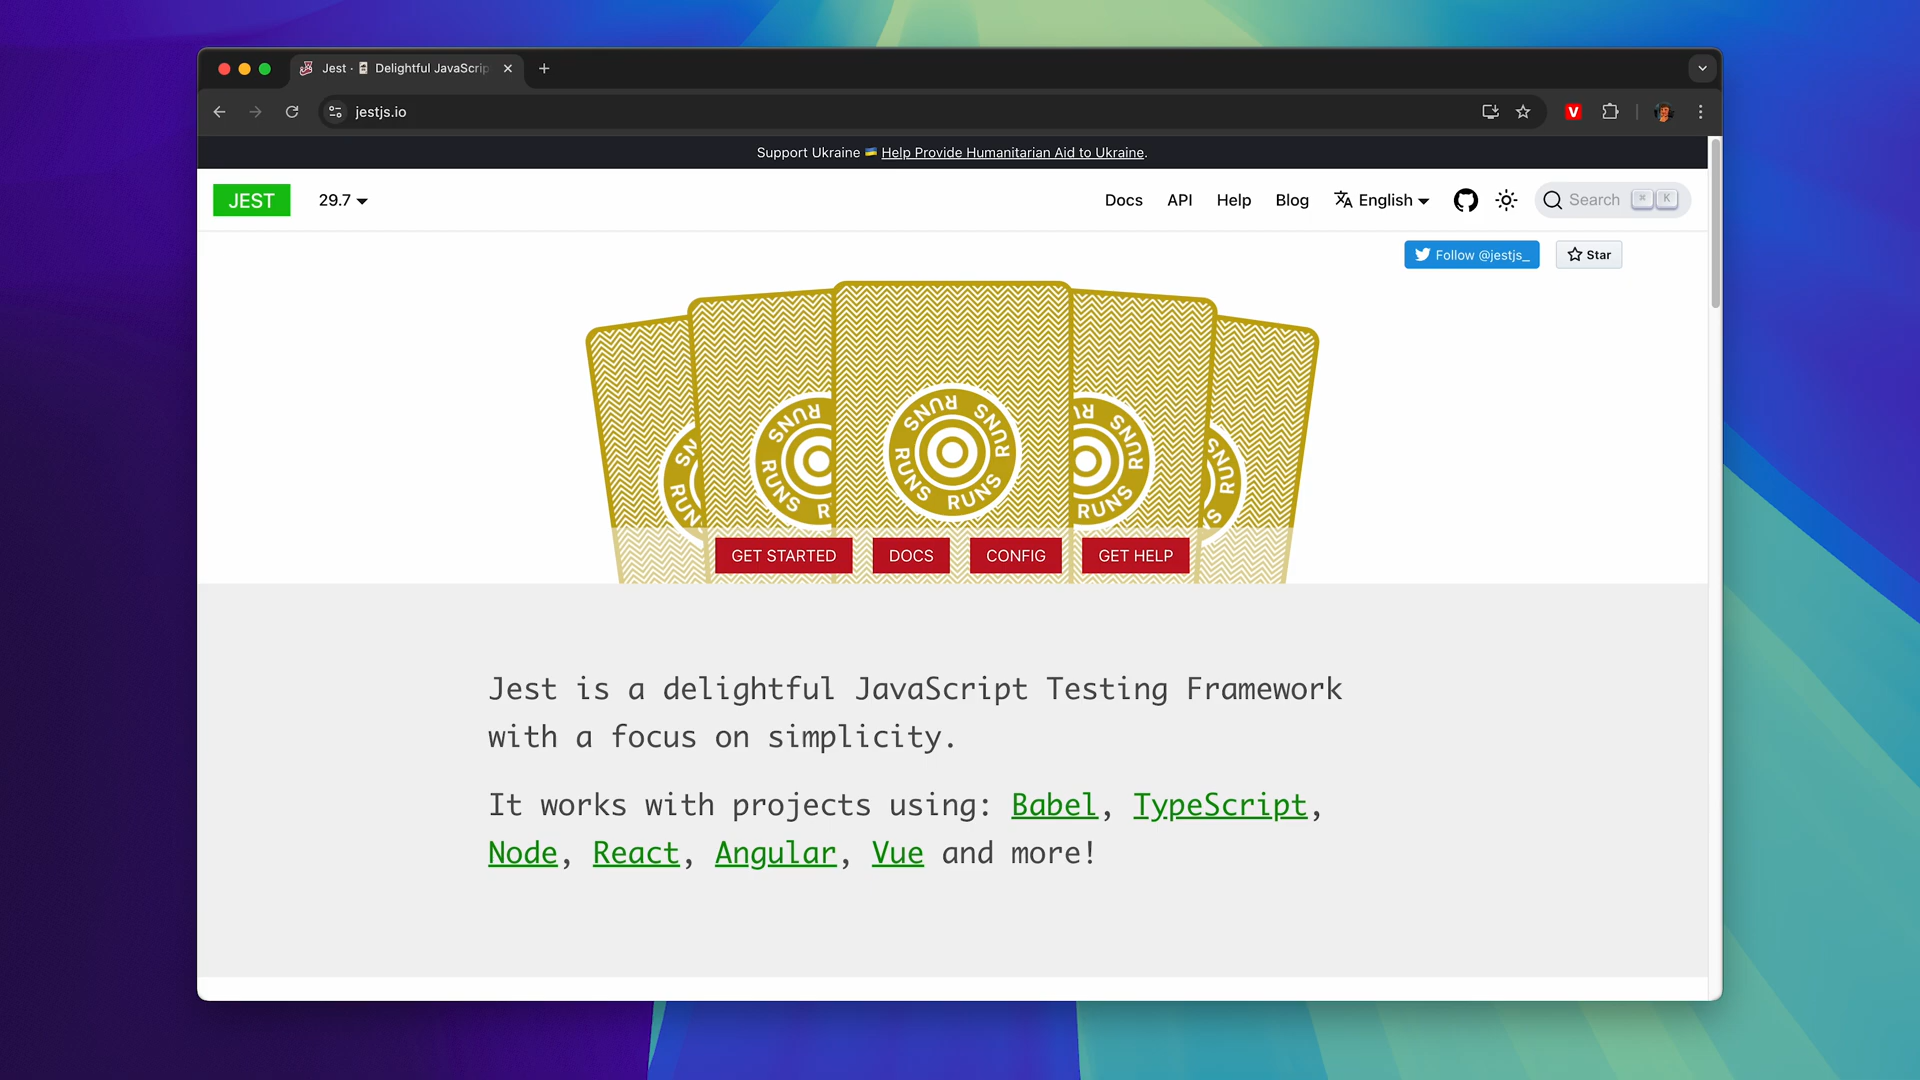 Jest · 🃏 Delightful JavaScrip
jestjs.io
V
Support Ukraine 🇺🇦 Help Provide Humanitarian Aid to Ukraine.
JEST 29.7 Docs API Help Blog English Search ⌘ K
Follow @jestjs_ Star
RUNS RUNS RUNS RUNS
GET STARTED DOCS CONFIG GET HELP
Jest is a delightful JavaScript Testing Framework
with a focus on simplicity.
It works with projects using: Babel, TypeScript,
Node, React, Angular, Vue and more!